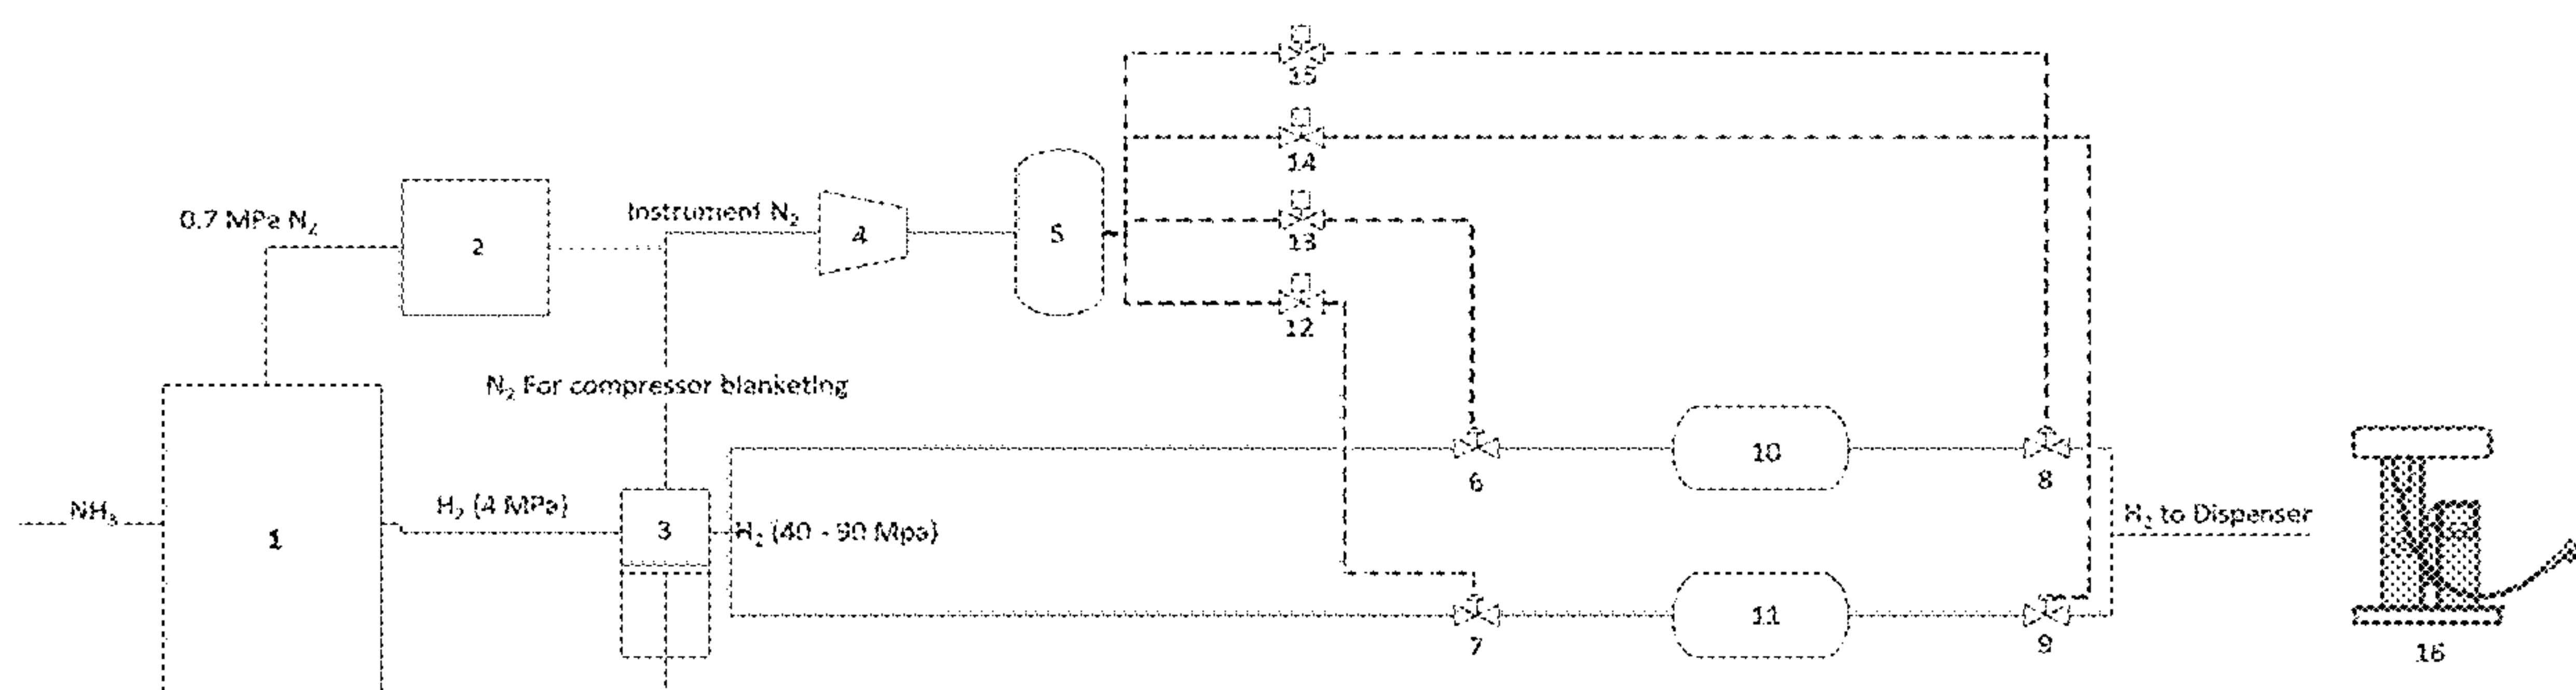 15
14
0.7 MPa N₂
2
Instrument N₂
4
5
13
12
N₂ For compressor blanketing
10
6
8
NH₃
1
H₂ (4 MPa)
3
H₂ (40 - 90 Mpa)
H₂ to Dispenser
11
7
9
16